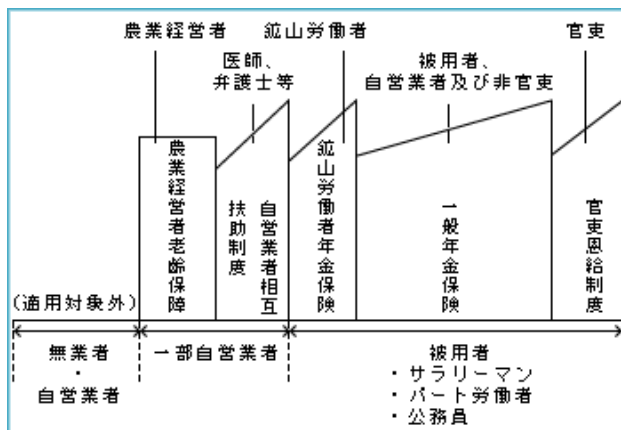 農業経営者
鉱山労働者
官吏
医師、
弁護士等
被用者、
自営業者及び非官吏
農業経営者老齢保障
自営業者相互
扶助制度
鉱山労働者年金保険
一般年金保険
官吏恩給制度
(適用対象外)
無業者
・
自営業者
一部自営業者
被用者
・サラリーマン
・パート労働者
・公務員